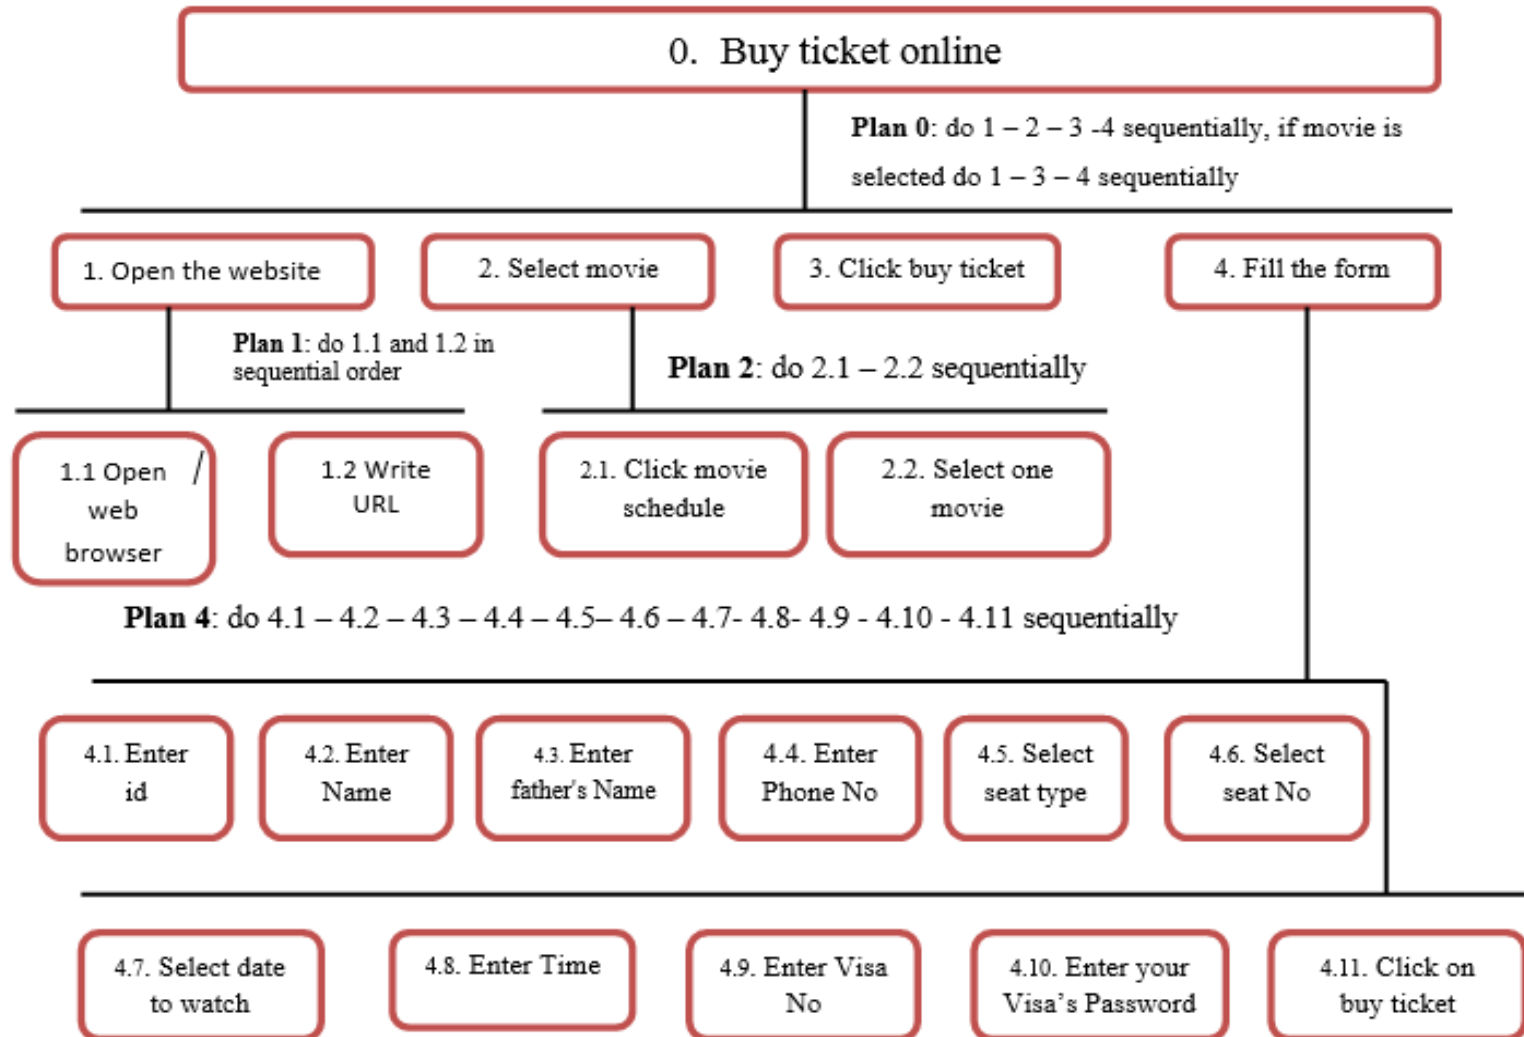 0. Buy ticket online
Plan 0: do 1 – 2 – 3 -4 sequentially, if movie is
selected do 1 – 3 – 4 sequentially
1. Open the website
2. Select movie
3. Click buy ticket
4. Fill the form
Plan 1: do 1.1 and 1.2 in
sequential order
Plan 2: do 2.1 – 2.2 sequentially
1.1 Open /
web
browser
1.2 Write
URL
2.1. Click movie
schedule
2.2. Select one
movie
Plan 4: do 4.1 – 4.2 – 4.3 – 4.4 – 4.5– 4.6 – 4.7- 4.8- 4.9 - 4.10 - 4.11 sequentially
4.1. Enter
id
4.2. Enter
Name
4.3. Enter
father's Name
4.4. Enter
Phone No
4.5. Select
seat type
4.6. Select
seat No
4.7. Select date
to watch
4.8. Enter Time
4.9. Enter Visa
No
4.10. Enter your
Visa’s Password
4.11. Click on
buy ticket